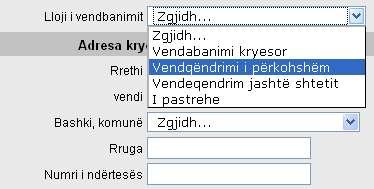 Lloji i vendbanimit Zgjidh...
Zgjidh...
Adresa krye
Vendabanimi kryesor
Rrethi Vendqëndrimi i përkohshëm
vendi Vendeqendrim jashtë shtetit
I pastrehe
Bashki, komunë Zgjidh...
Rruga
Numri i ndërtesës